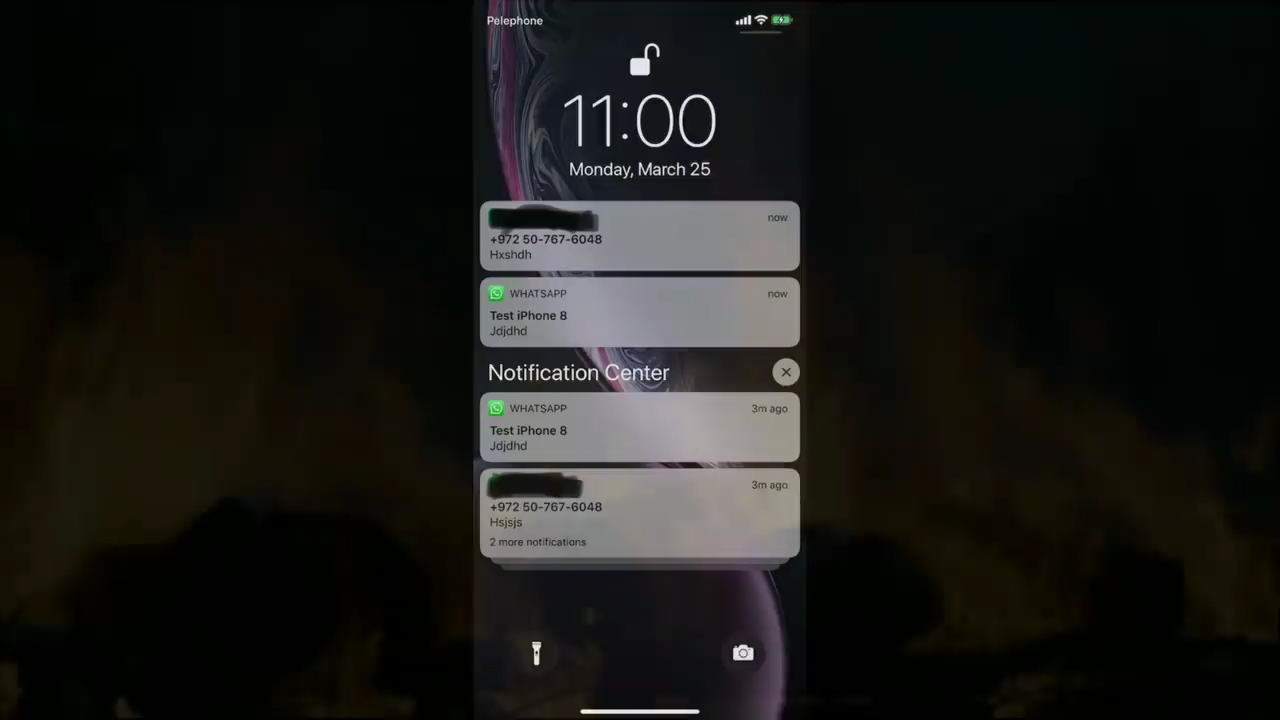 Pelephone
11:00
Monday, March 25
now
+972 50-767-6048
Hxshdh
WHATSAPP now
Test iPhone 8
Jdjdhd
Notification Center
WHATSAPP 3m ago
Test iPhone 8
Jdjdhd
3m ago
+972 50-767-6048
Hsjsjs
2 more notifications